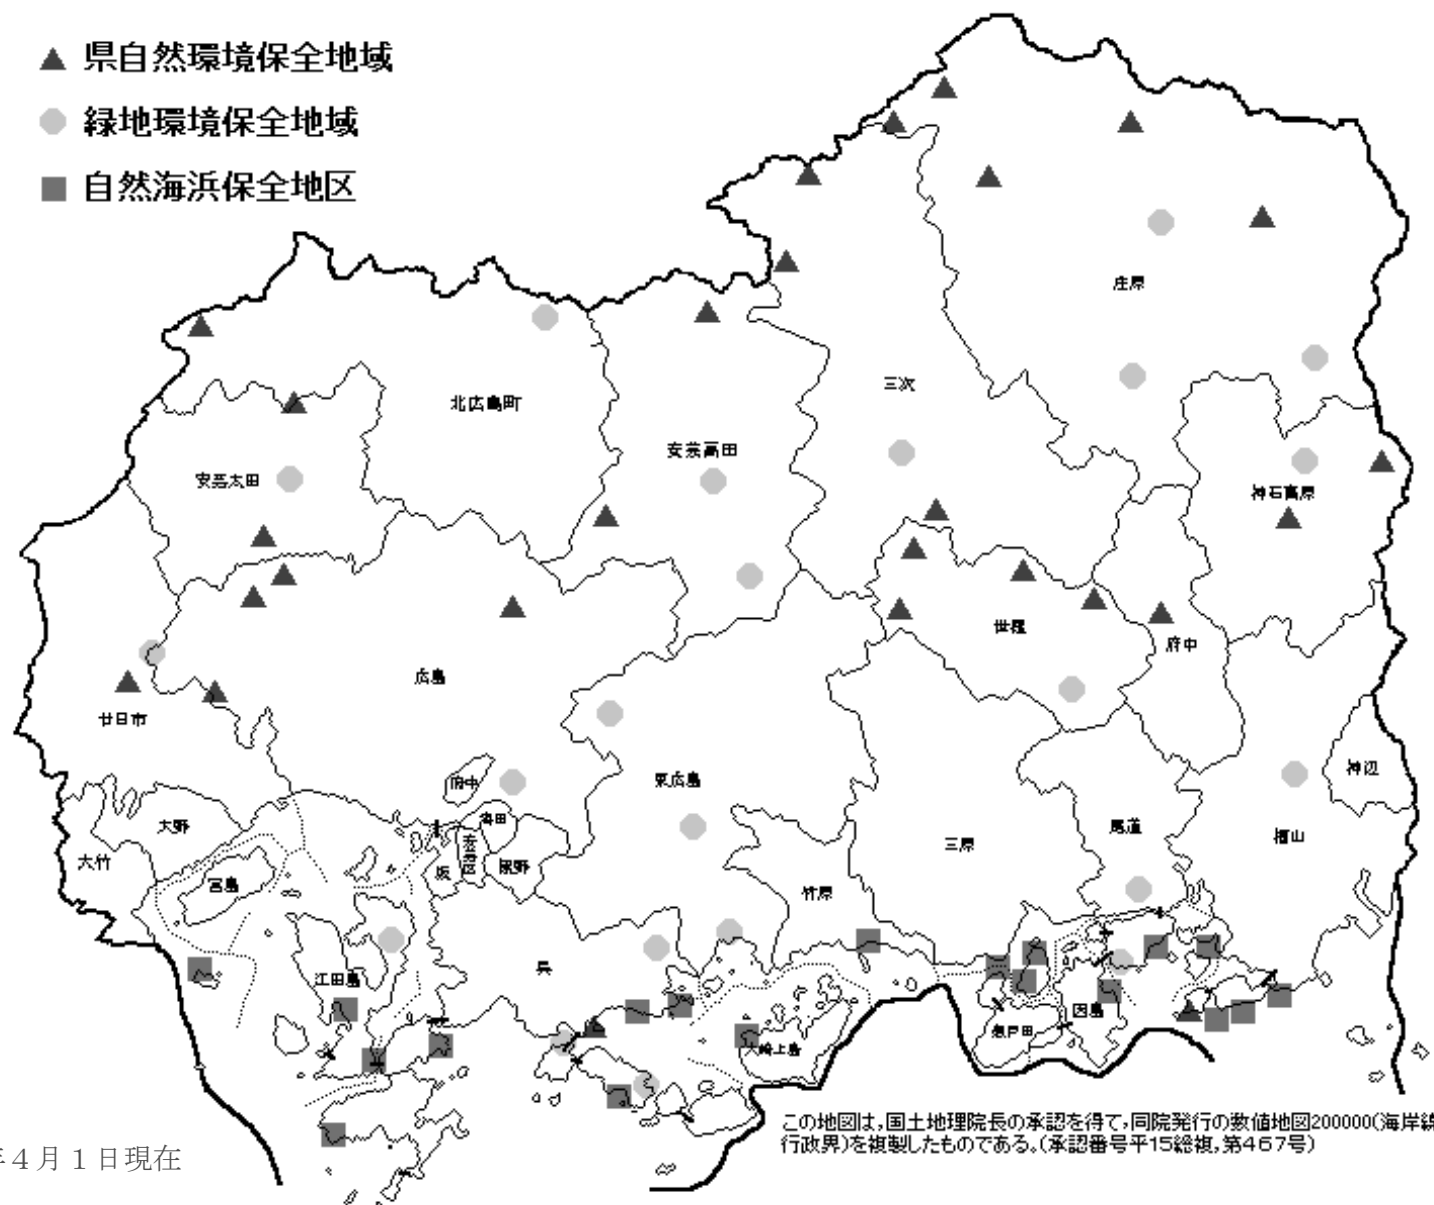 県自然環境保全地域
緑地環境保全地域
自然海浜保全地区
庄原
三次
北広島町
安芸高田
安芸太田
神石高原
世羅
府中
広島
廿日市
神辺
府中
東広島
海田
大野
尾道
福山
三原
大竹
坂
熊野
宮島
竹原
呉
江田島
因島
瀬戸田
大崎上島
この地図は,国土地理院長の承認を得て,同院発行の数値地図200000(海岸線
行政界)を複製したものである。(承認番号平15総複,第467号)
年4月1日現在